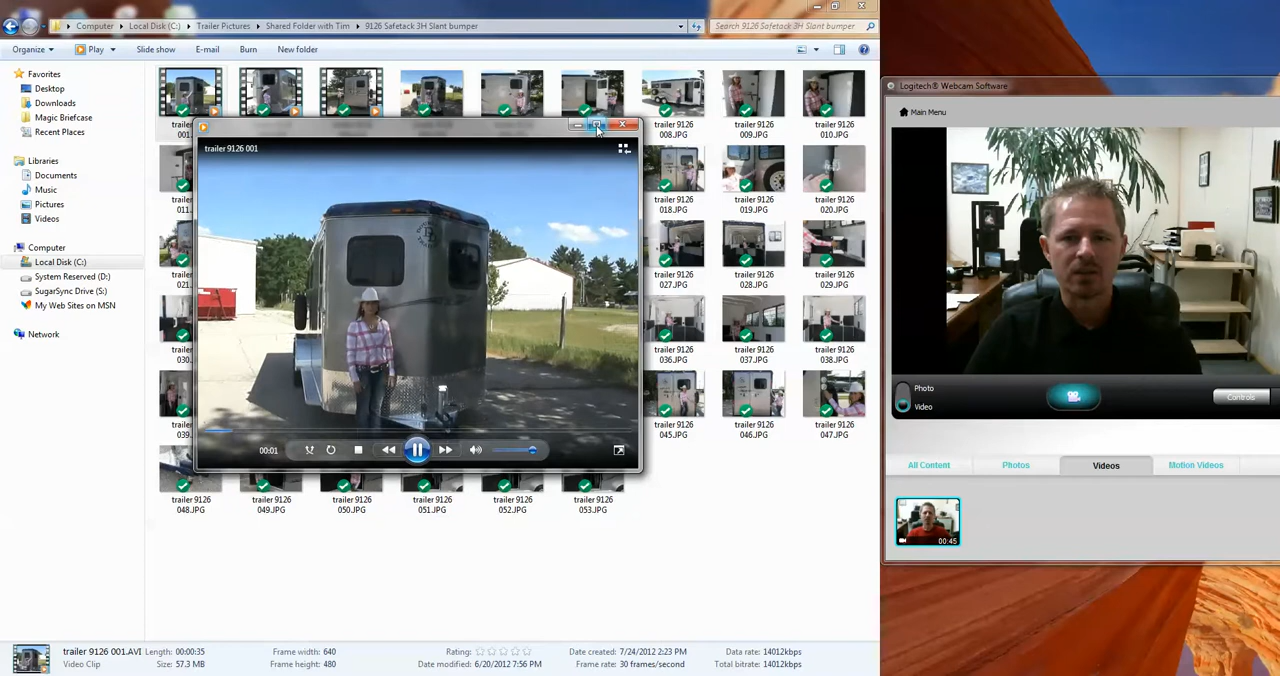 Computer ▸ Local Disk (C:) ▸ Trailer Pictures ▸ Shared Folder with Tim ▸ 9126 Safetack 3H Slant bumper
Search 9126 Safetack 3H Slant bumper
Organize Play Slide show E-mail Burn New folder
Favorites
Desktop
Downloads
Magic Briefcase
Recent Places
Libraries
Documents
Music
Pictures
Videos
Computer
Local Disk (C:)
System Reserved (D:)
SugarSync Drive (S:)
My Web Sites on MSN
Network
trailer 9126 001
00:01
008.JPG
trailer 9126
009.JPG
trailer 9126
010.JPG
trailer 9126
018.JPG
trailer 9126
019.JPG
trailer 9126
020.JPG
trailer 9126
027.JPG
trailer 9126
028.JPG
trailer 9126
029.JPG
trailer 9126
036.JPG
trailer 9126
037.JPG
trailer 9126
038.JPG
trailer 9126
045.JPG
trailer 9126
046.JPG
trailer 9126
047.JPG
trailer 9126
048.JPG
trailer 9126
049.JPG
trailer 9126
050.JPG
trailer 9126
051.JPG
trailer 9126
052.JPG
trailer 9126
053.JPG
trailer 9126 001.AVI Length: 00:00:35 Frame width: 640 Rating: Date created: 7/24/2012 2:23 PM Data rate: 14012kbps
Video Clip Size: 57.3 MB Frame height: 480 Date modified: 6/20/2012 7:56 PM Frame rate: 30 frames/second Total bitrate: 14012kbps
Logitech® Webcam Software
Main Menu
Photo
Video
Controls
All Content Photos Videos Motion Videos
00:45